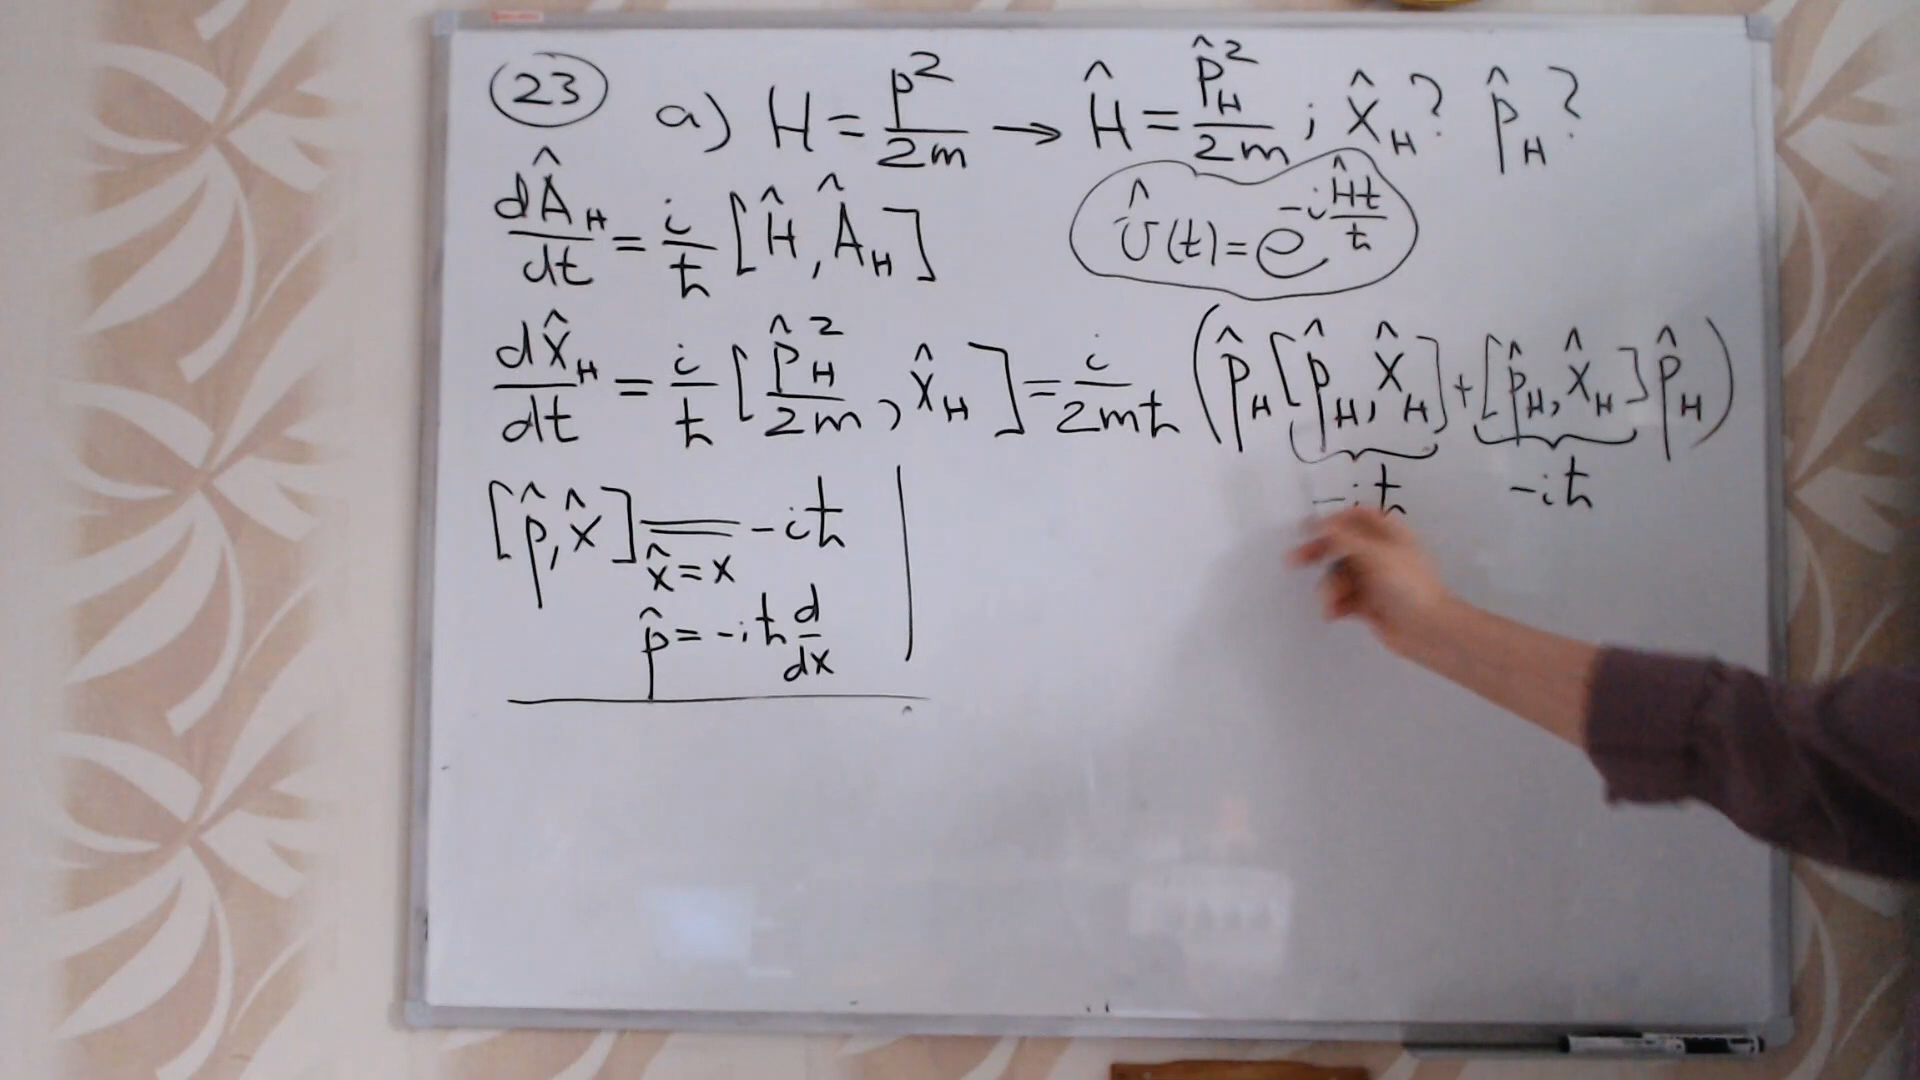 23 a) H = p²/2m → Ĥ = p̂_H²/2m ; x̂_H? p̂_H?
dÂ_H/dt = i/ħ [Ĥ, Â_H] Û(t) = e^(-iĤt/ħ)
dx̂_H/dt = i/ħ [p̂_H²/2m, x̂_H] = i/2mħ (p̂_H [p̂_H, x̂_H] + [p̂_H, x̂_H] p̂_H)
-iħ -iħ
[p̂, x̂] = -iħ
x̂ = x
p̂ = -iħ d/dx